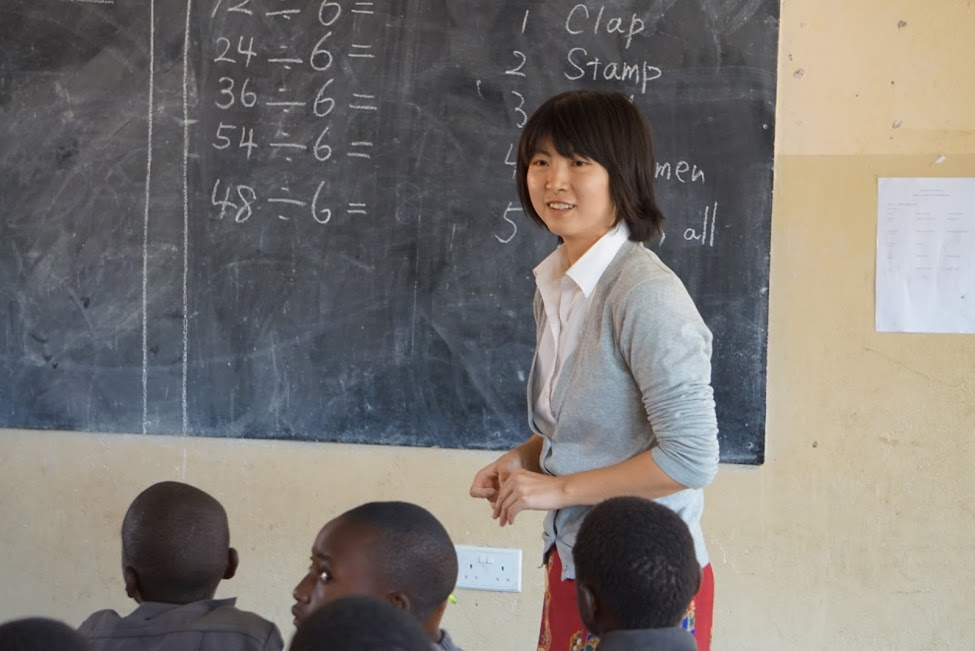 12 ÷ 6 =
24 ÷ 6 =
36 ÷ 6 =
54 ÷ 6 =
48 ÷ 6 =
1 Clap
2 Stamp
3
4 men
5 , all